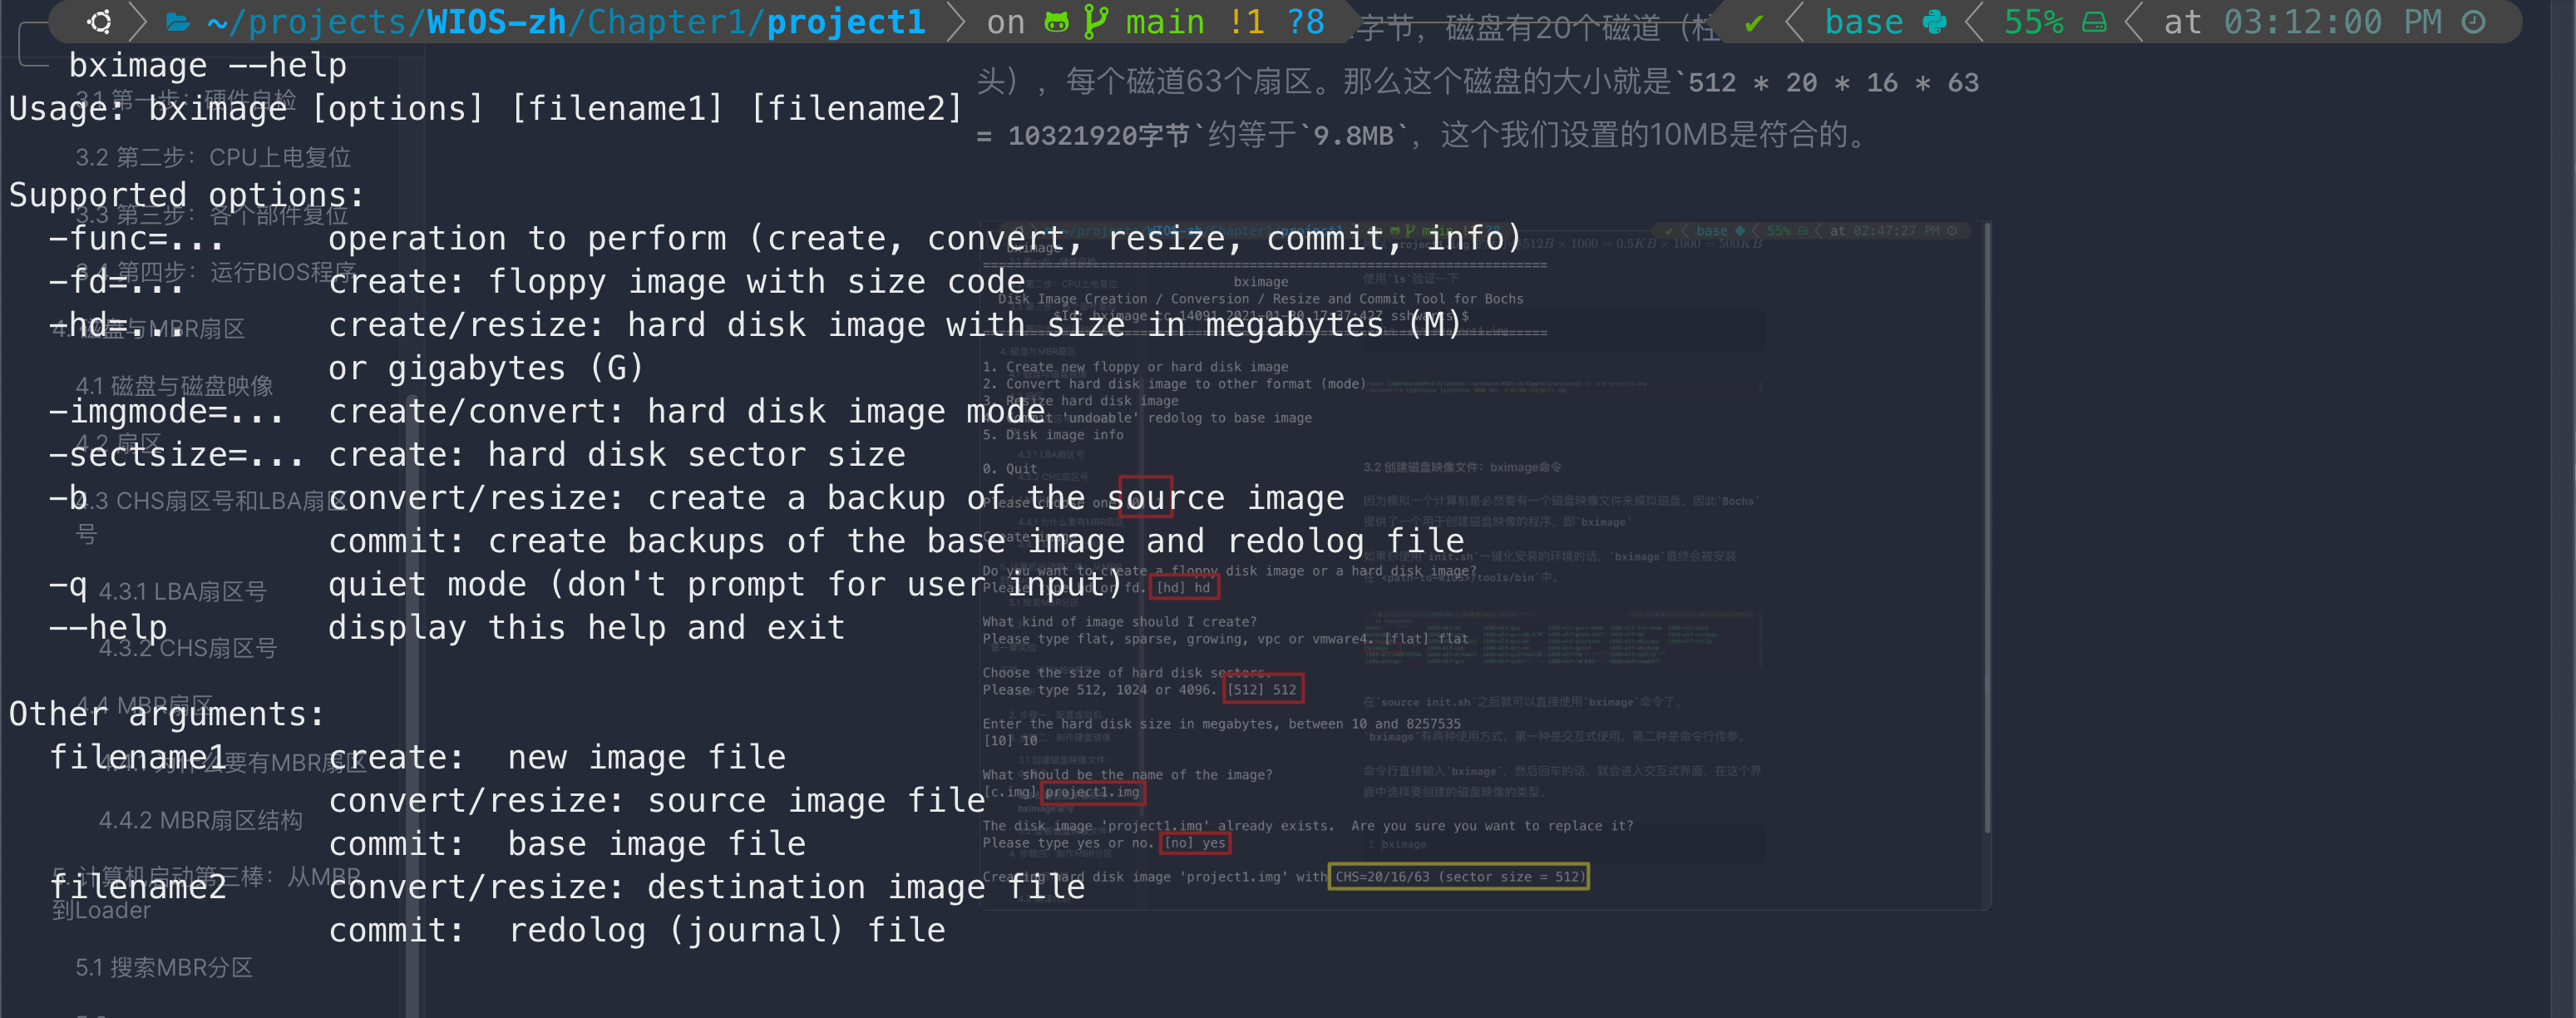 ~/projects/WIOS-zh/Chapter1/project1 on main !1 ?8
✔ base 55% at 03:12:00 PM
bximage --help
Usage: bximage [options] [filename1] [filename2]
Supported options:
-func=... operation to perform (create, convert, resize, commit, info)
-fd=... create: floppy image with size code
-hd=... create/resize: hard disk image with size in megabytes (M)
or gigabytes (G)
-imgmode=... create/convert: hard disk image mode
-sectsize=... create: hard disk sector size
-b convert/resize: create a backup of the source image
commit: create backups of the base image and redolog file
-q quiet mode (don't prompt for user input)
--help display this help and exit
Other arguments:
filename1 create: new image file
convert/resize: source image file
commit: base image file
filename2 convert/resize: destination image file
commit: redolog (journal) file
3.1 第一步：硬件自检
3.2 第二步：CPU上电复位
3.3 第三步：各个部件复位
3.4 第四步：运行BIOS程序
4. 磁盘与MBR扇区
4.1 磁盘与磁盘映像
4.2 扇区
4.3 CHS扇区号和LBA扇区
号
4.3.1 LBA扇区号
4.3.2 CHS扇区号
4.4 MBR扇区
4.4.1 为什么要有MBR扇区
4.4.2 MBR扇区结构
5. 计算机启动第三棒：从MBR
到Loader
5.1 搜索MBR分区
字节，磁盘有20个磁道（柱
头），每个磁道63个扇区。那么这个磁盘的大小就是`512 * 20 * 16 * 63
= 10321920字节`约等于`9.8MB`，这个我们设置的10MB是符合的。
base 55% at 02:47:27 PM
bximage
Disk Image Creation / Conversion / Resize and Commit Tool for Bochs
1. Create new floppy or hard disk image
2. Convert hard disk image to other format (mode)
3. Resize hard disk image
4. Commit 'undoable' redolog to base image
5. Disk image info
0. Quit
Create image
Do you want to create a floppy disk image or a hard disk image?
Please type hd or fd. [hd] hd
What kind of image should I create?
Please type flat, sparse, growing, vpc or vmware4. [flat] flat
Choose the size of hard disk sectors.
Please type 512, 1024 or 4096. [512] 512
Enter the hard disk size in megabytes, between 10 and 8257535
[10] 10
What should be the name of the image?
[c.img] project1.img
The disk image 'project1.img' already exists. Are you sure you want to replace it?
Please type yes or no. [no] yes
Creating hard disk image 'project1.img' with CHS=20/16/63 (sector size = 512)
使用`ls`验证一下
3.2 创建磁盘映像文件：bximage命令
因为模拟一个计算机是必然要有一个磁盘映像文件来模拟磁盘，因此`Bochs`
提供了一个用于创建磁盘映像的程序，即`bximage`
如果你使用`init.sh`一键化安装的环境的话，`bximage`最终会被安装
在`<path-to-WIOS>/tools/bin`中。
在`source init.sh`之后就可以直接使用`bximage`命令了。
`bximage`有两种使用方式，第一种是交互式使用，第二种是命令行传参。
命令行直接输入`bximage`，然后回车的话，就会进入交互式界面，在这个界
面中选择要创建的磁盘映像的类型。
1 bximage